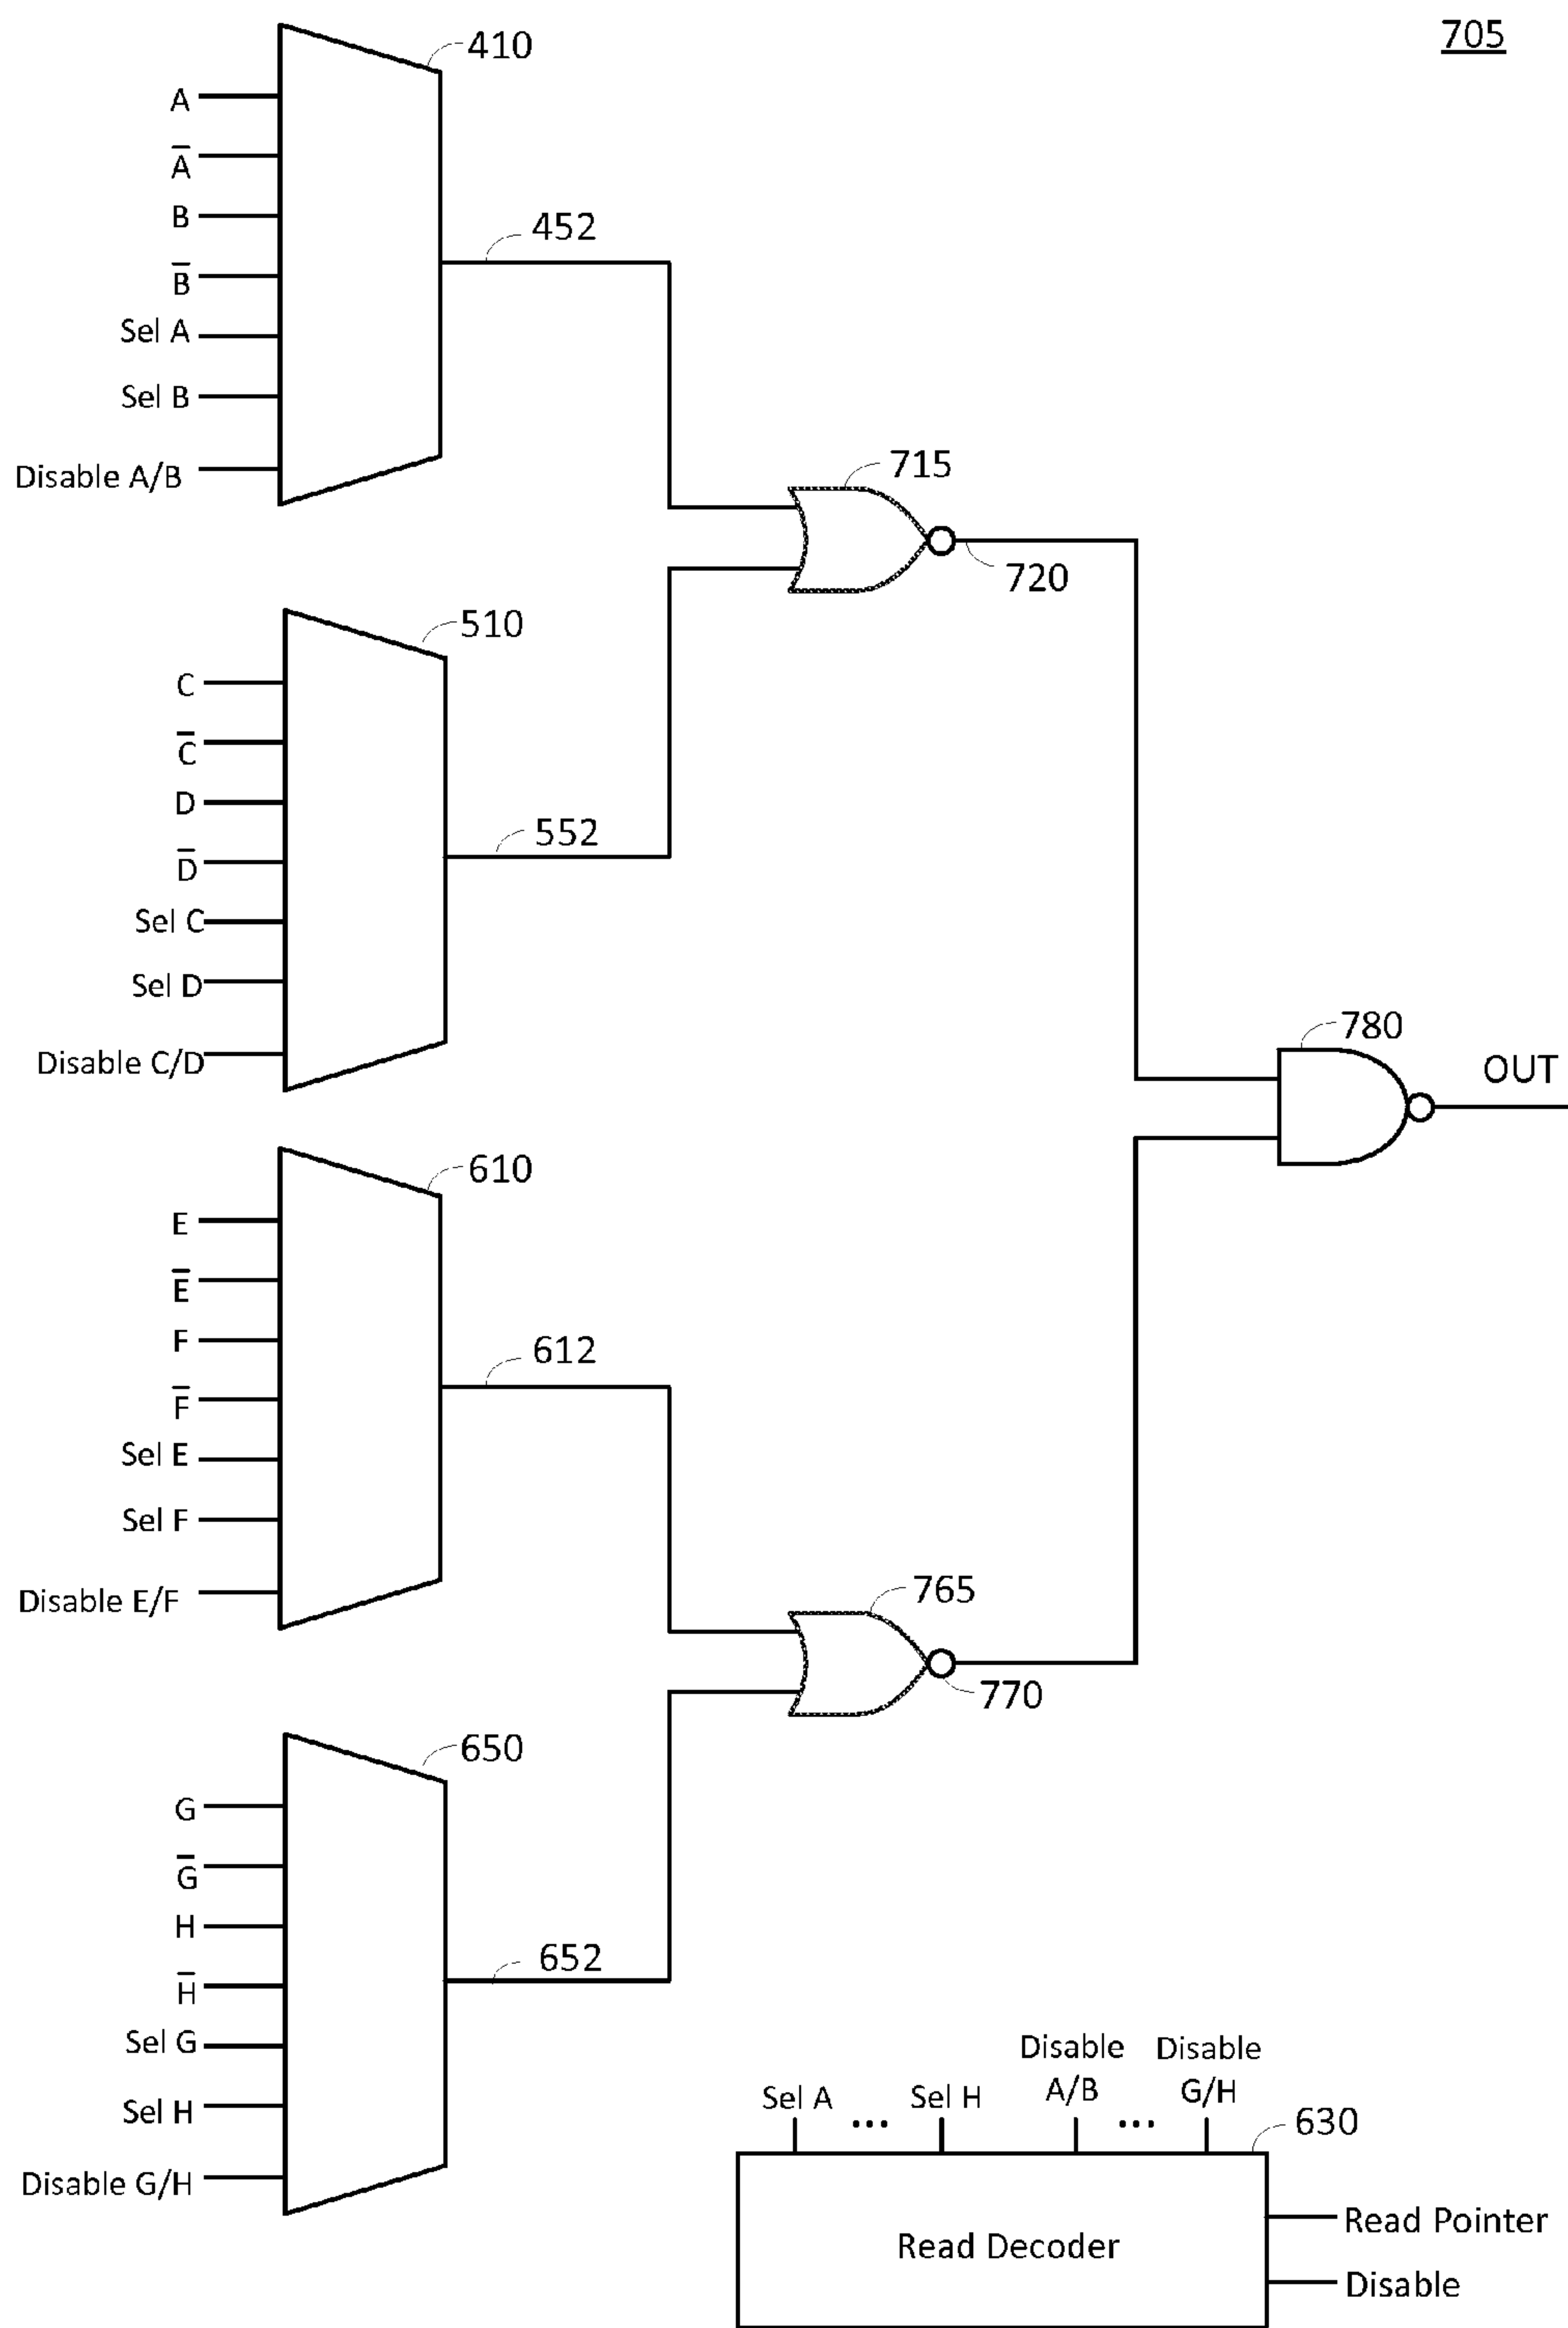 705
410
A
A̅
B
B̅
Sel A
Sel B
Disable A/B
452
715
720
510
C
C̅
D
D̅
Sel C
Sel D
Disable C/D
552
780
OUT
610
E
E̅
F
F̅
Sel E
Sel F
Disable E/F
612
765
770
650
G
G̅
H
H̅
Sel G
Sel H
Disable G/H
652
Sel A
...
Sel H
Disable
A/B
...
Disable
G/H
630
Read Decoder
Read Pointer
Disable